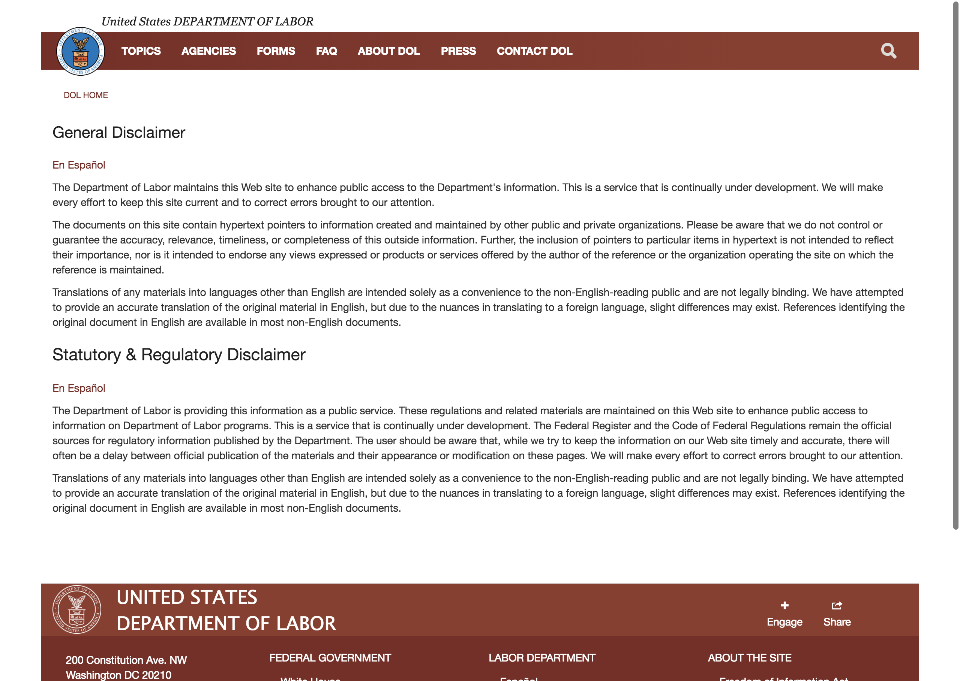 United States DEPARTMENT OF LABOR
TOPICS AGENCIES FORMS FAQ ABOUT DOL PRESS CONTACT DOL
DOL HOME
General Disclaimer
En Español
The Department of Labor maintains this Web site to enhance public access to the Department's information. This is a service that is continually under development. We will make
every effort to keep this site current and to correct errors brought to our attention.
The documents on this site contain hypertext pointers to information created and maintained by other public and private organizations. Please be aware that we do not control or
guarantee the accuracy, relevance, timeliness, or completeness of this outside information. Further, the inclusion of pointers to particular items in hypertext is not intended to reflect
their importance, nor is it intended to endorse any views expressed or products or services offered by the author of the reference or the organization operating the site on which the
reference is maintained.
Translations of any materials into languages other than English are intended solely as a convenience to the non-English-reading public and are not legally binding. We have attempted
to provide an accurate translation of the original material in English, but due to the nuances in translating to a foreign language, slight differences may exist. References identifying the
original document in English are available in most non-English documents.
Statutory & Regulatory Disclaimer
En Español
The Department of Labor is providing this information as a public service. These regulations and related materials are maintained on this Web site to enhance public access to
information on Department of Labor programs. This is a service that is continually under development. The Federal Register and the Code of Federal Regulations remain the official
sources for regulatory information published by the Department. The user should be aware that, while we try to keep the information on our Web site timely and accurate, there will
often be a delay between official publication of the materials and their appearance or modification on these pages. We will make every effort to correct errors brought to our attention.
Translations of any materials into languages other than English are intended solely as a convenience to the non-English-reading public and are not legally binding. We have attempted
to provide an accurate translation of the original material in English, but due to the nuances in translating to a foreign language, slight differences may exist. References identifying the
original document in English are available in most non-English documents.
UNITED STATES
DEPARTMENT OF LABOR
Engage Share
200 Constitution Ave. NW
Washington DC 20210
FEDERAL GOVERNMENT
White House
LABOR DEPARTMENT
Español
ABOUT THE SITE
Freedom of Information Act